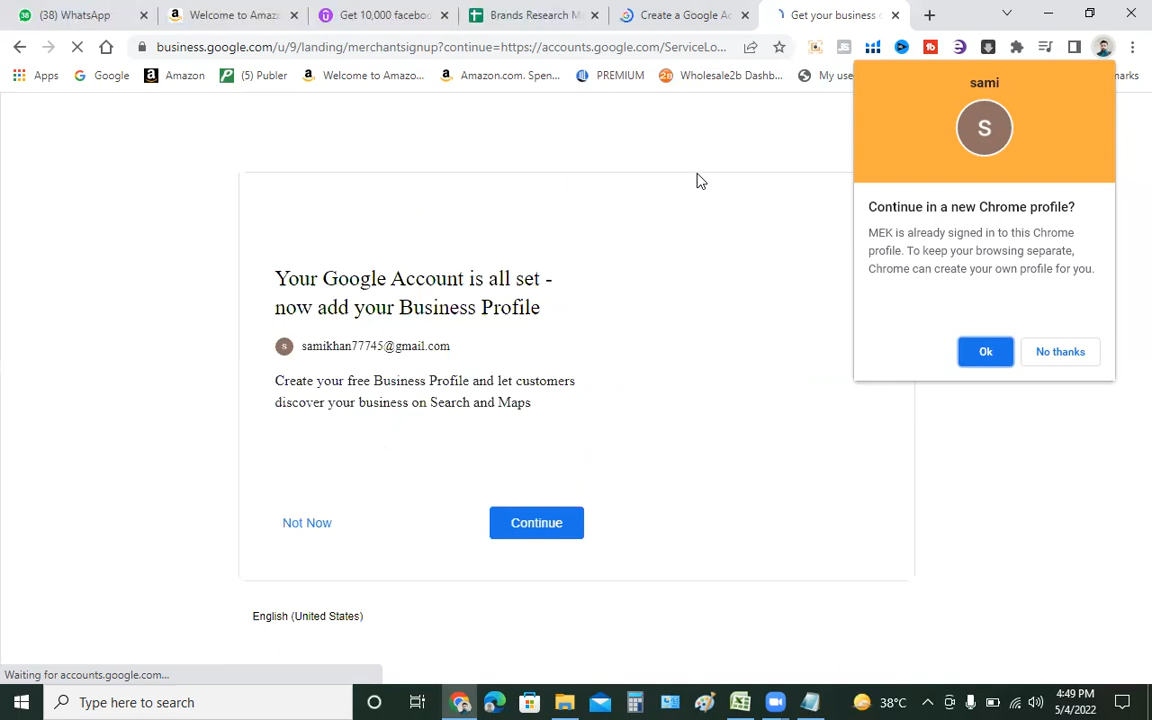 (38) WhatsApp
Welcome to Amaz
Get 10,000 faceboo
Brands Research M
Create a Google Ac
Get your business
business.google.com/u/9/landing/merchantsignup?continue=https://accounts.google.com/ServiceLo...
Apps
Google
Amazon
(5) Publer
Welcome to Amazo...
Amazon.com. Spen...
PREMIUM
Wholesale2b Dashb...
My use
marks
sami
S
Continue in a new Chrome profile?
MEK is already signed in to this Chrome
profile. To keep your browsing separate,
Chrome can create your own profile for you.
Ok
No thanks
Your Google Account is all set -
now add your Business Profile
S samikhan77745@gmail.com
Create your free Business Profile and let customers
discover your business on Search and Maps
Not Now
Continue
English (United States)
Waiting for accounts.google.com...
Type here to search
38°C
4:49 PM
5/4/2022